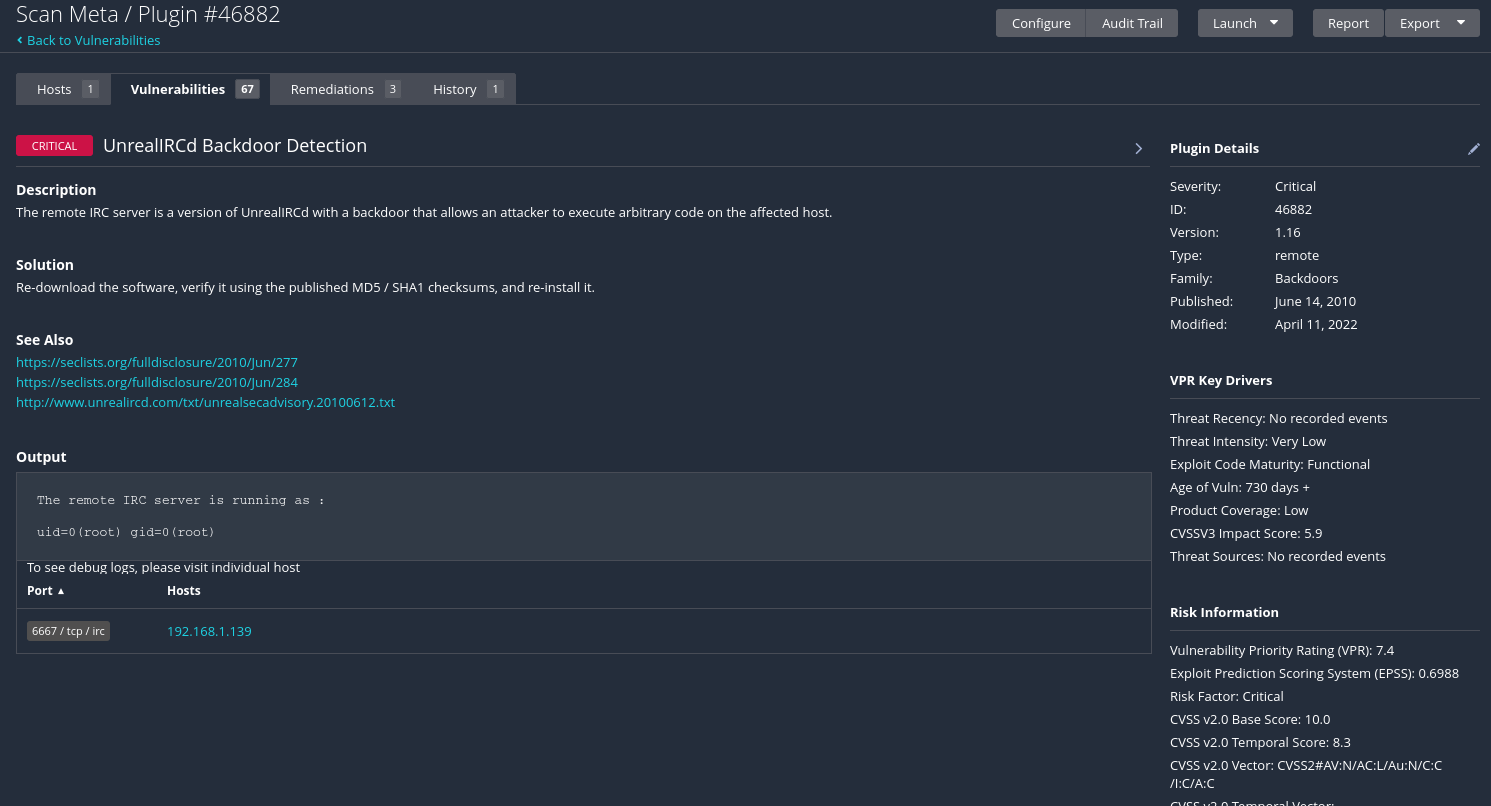 Scan Meta / Plugin #46882
Back to Vulnerabilities
Configure Audit Trail Launch Report Export
Hosts 1 Vulnerabilities 67 Remediations 3 History 1
CRITICAL UnrealIRCd Backdoor Detection
Description
The remote IRC server is a version of UnrealIRCd with a backdoor that allows an attacker to execute arbitrary code on the affected host.
Solution
Re-download the software, verify it using the published MD5 / SHA1 checksums, and re-install it.
See Also
https://seclists.org/fulldisclosure/2010/Jun/277
https://seclists.org/fulldisclosure/2010/Jun/284
http://www.unrealircd.com/txt/unrealsecadvisory.20100612.txt
Output
The remote IRC server is running as :
uid=0(root) gid=0(root)
To see debug logs, please visit individual host
Port ▲ Hosts
6667 / tcp / irc 192.168.1.139
Plugin Details
Severity: Critical
ID: 46882
Version: 1.16
Type: remote
Family: Backdoors
Published: June 14, 2010
Modified: April 11, 2022
VPR Key Drivers
Threat Recency: No recorded events
Threat Intensity: Very Low
Exploit Code Maturity: Functional
Age of Vuln: 730 days +
Product Coverage: Low
CVSSV3 Impact Score: 5.9
Threat Sources: No recorded events
Risk Information
Vulnerability Priority Rating (VPR): 7.4
Exploit Prediction Scoring System (EPSS): 0.6988
Risk Factor: Critical
CVSS v2.0 Base Score: 10.0
CVSS v2.0 Temporal Score: 8.3
CVSS v2.0 Vector: CVSS2#AV:N/AC:L/Au:N/C:C
/I:C/A:C
CVSS v2.0 Temporal Vector: